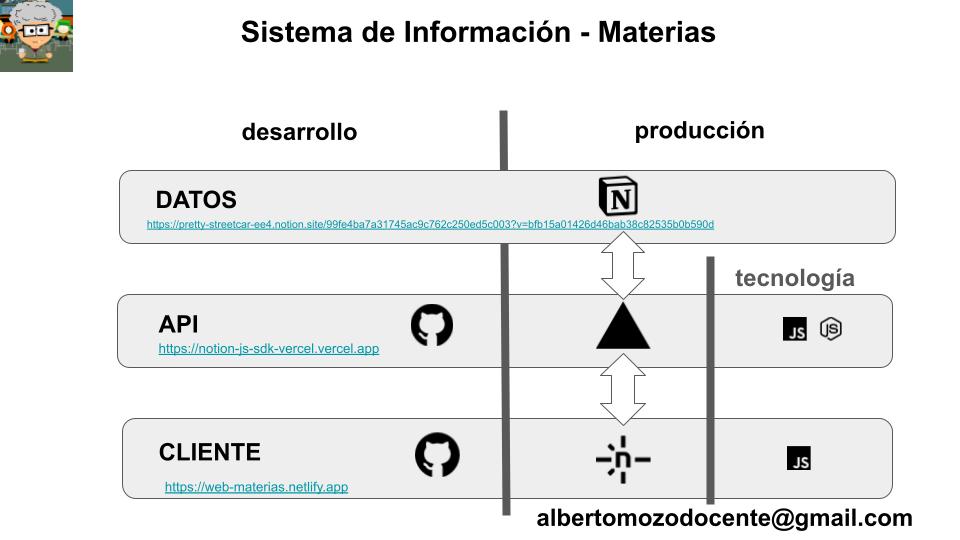 Sistema de Información - Materias
desarrollo
producción
DATOS
N
https://pretty-streetcar-ee4.notion.site/99fe4ba7a31745ac9c762c250ed5c003?v=bfb15a01426d46bab38c82535b0b590d
tecnología
API
JS
JS
https://notion-js-sdk-vercel.vercel.app
CLIENTE
n
JS
https://web-materias.netlify.app
albertomozodocente@gmail.com